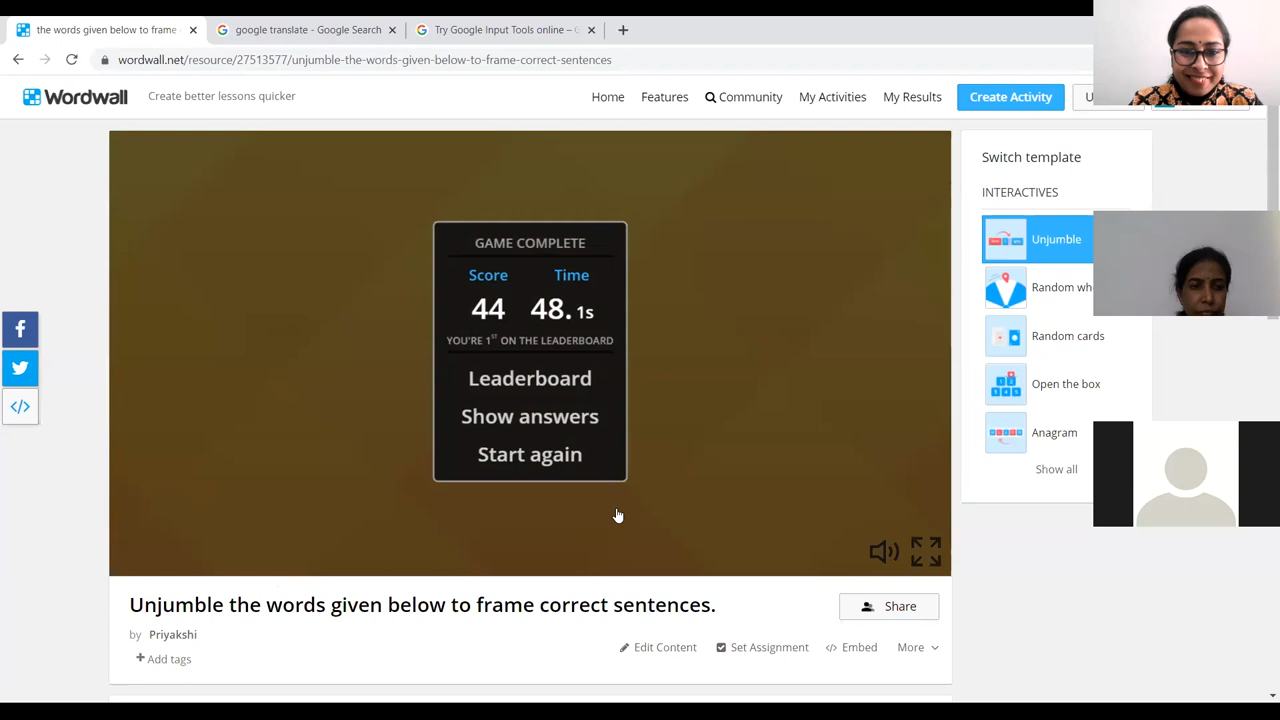 the words given below to frame
google translate - Google Search
Try Google Input Tools online – G
wordwall.net/resource/27513577/unjumble-the-words-given-below-to-frame-correct-sentences
Wordwall
Create better lessons quicker
Home
Features
Community
My Activities
My Results
Create Activity
U
GAME COMPLETE
Score Time
44 48.1s
YOU'RE 1ST ON THE LEADERBOARD
Leaderboard
Show answers
Start again
Switch template
INTERACTIVES
Unjumble
Random wh
Random cards
Open the box
Anagram
Show all
Unjumble the words given below to frame correct sentences.
Share
by Priyakshi
Edit Content
Set Assignment
Embed
More
Add tags